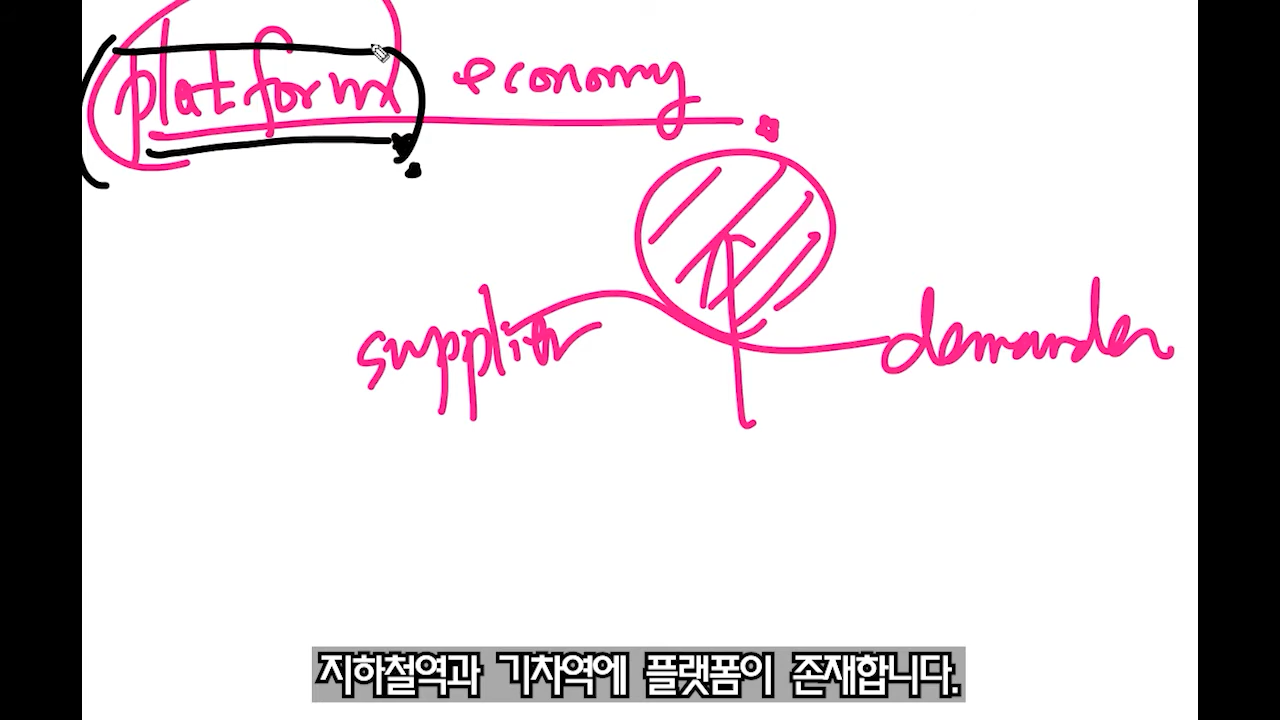 platform economy
supplier demander
지하철역과 기차역에 플랫폼이 존재합니다.